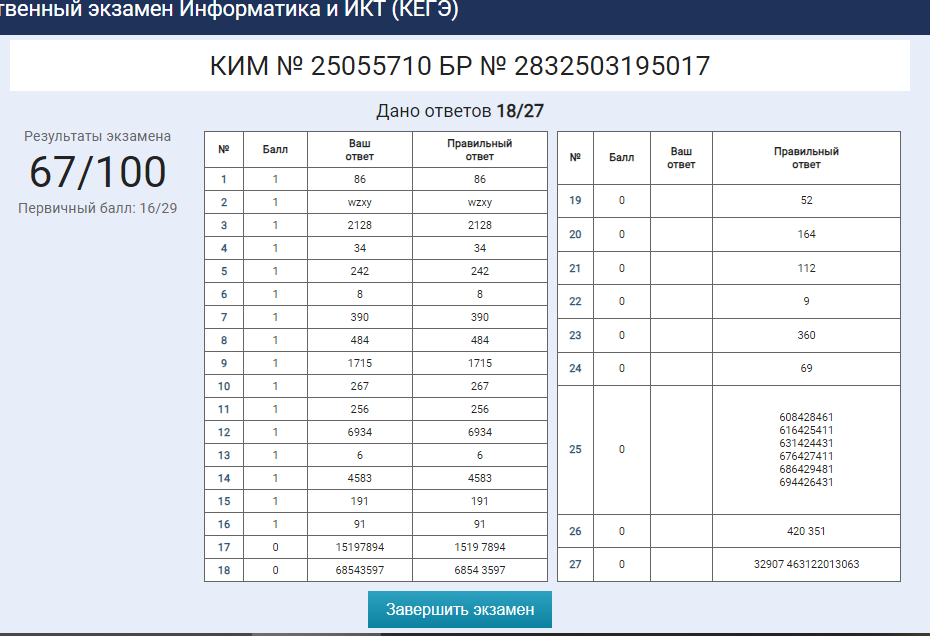 твенный экзамен Информатика и ИКТ (КЕГЭ)
КИМ № 25055710 БР № 2832503195017
Дано ответов 18/27
Результаты экзамена
67/100
Первичный балл: 16/29
№ Балл Ваш ответ Правильный ответ
1 1 86 86
2 1 wzxy wzxy
3 1 2128 2128
4 1 34 34
5 1 242 242
6 1 8 8
7 1 390 390
8 1 484 484
9 1 1715 1715
10 1 267 267
11 1 256 256
12 1 6934 6934
13 1 6 6
14 1 4583 4583
15 1 191 191
16 1 91 91
17 0 15197894 1519 7894
18 0 68543597 6854 3597
№ Балл Ваш ответ Правильный ответ
19 0 52
20 0 164
21 0 112
22 0 9
23 0 360
24 0 69
25 0
608428461
616425411
631424431
676427411
686429481
694426431
26 0 420 351
27 0 32907 463122013063
Завершить экзамен